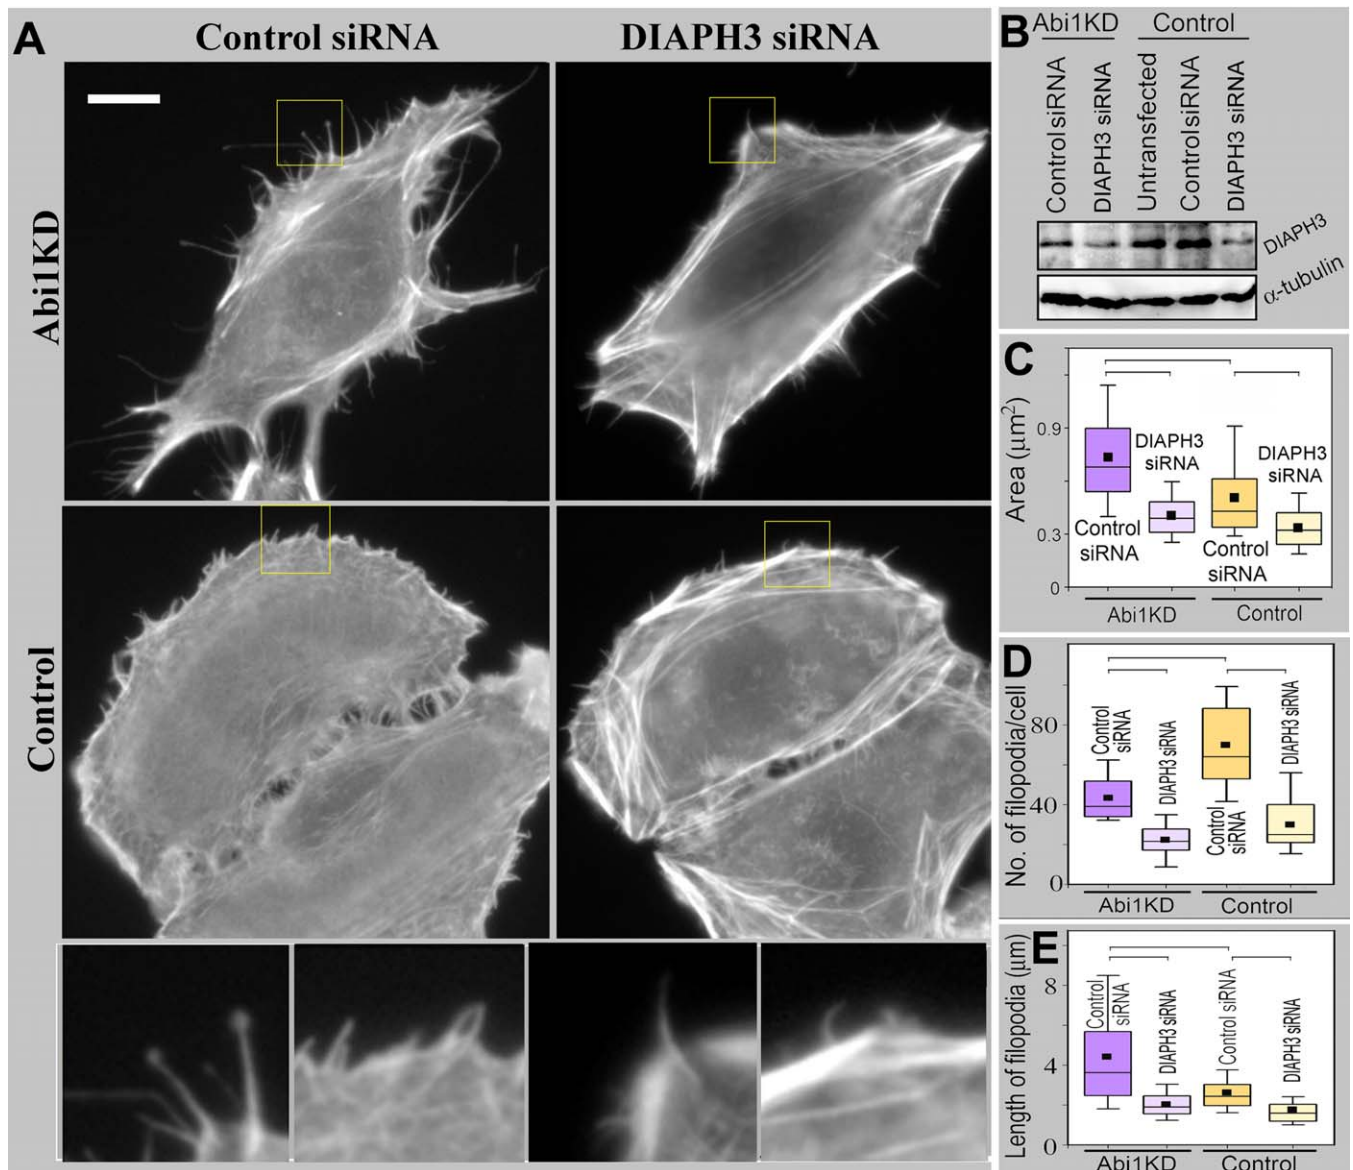 A
Control siRNA
DIAPH3 siRNA
Abi1KD
Control
B
Abi1KD
Control
Control siRNA
DIAPH3 siRNA
Untransfected
Control siRNA
DIAPH3 siRNA
DIAPH3
α-tubulin
C
Area (μm²)
0.9
0.3
0
DIAPH3
siRNA
DIAPH3
siRNA
Control
siRNA
Control
siRNA
Abi1KD
Control
D
No. of filopodia/cell
80
40
0
Control
siRNA
DIAPH3 siRNA
Control
siRNA
DIAPH3 siRNA
Abi1KD
Control
E
Length of filopodia (μm)
8
4
0
Control
siRNA
DIAPH3 siRNA
Control siRNA
DIAPH3 siRNA
Abi1KD
Control